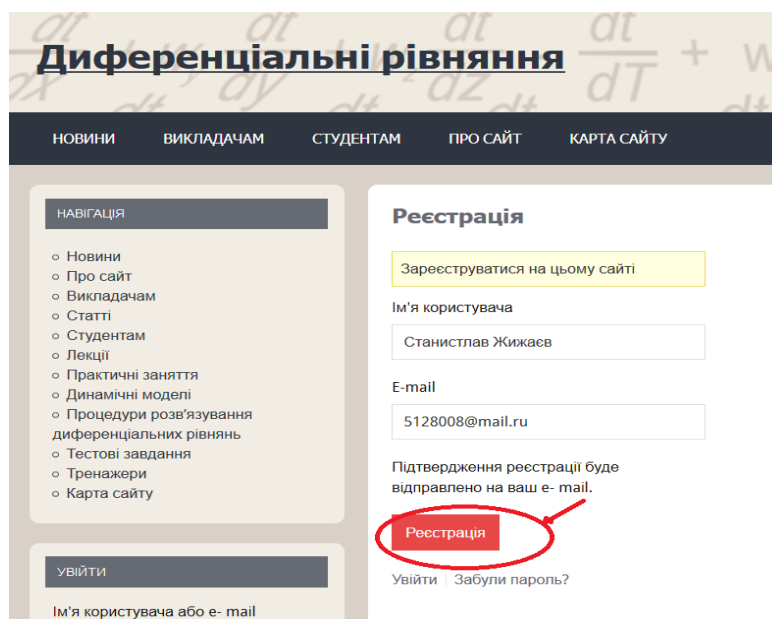 Диференціальні рівняння
НОВИНИ ВИКЛАДАЧАМ СТУДЕНТАМ ПРО САЙТ КАРТА САЙТУ
НАВІГАЦІЯ
Новини
Про сайт
Викладачам
Статті
Студентам
Лекції
Практичні заняття
Динамічні моделі
Процедури розв'язування
диференціальних рівнянь
Тестові завдання
Тренажери
Карта сайту
УВІЙТИ
Ім'я користувача або e- mail
Реєстрація
Зареєструватися на цьому сайті
Ім'я користувача
Станистлав Жижаєв
E-mail
5128008@mail.ru
Підтвердження реєстрації буде
відправлено на ваш e- mail.
Реєстрація
Увійти | Забули пароль?